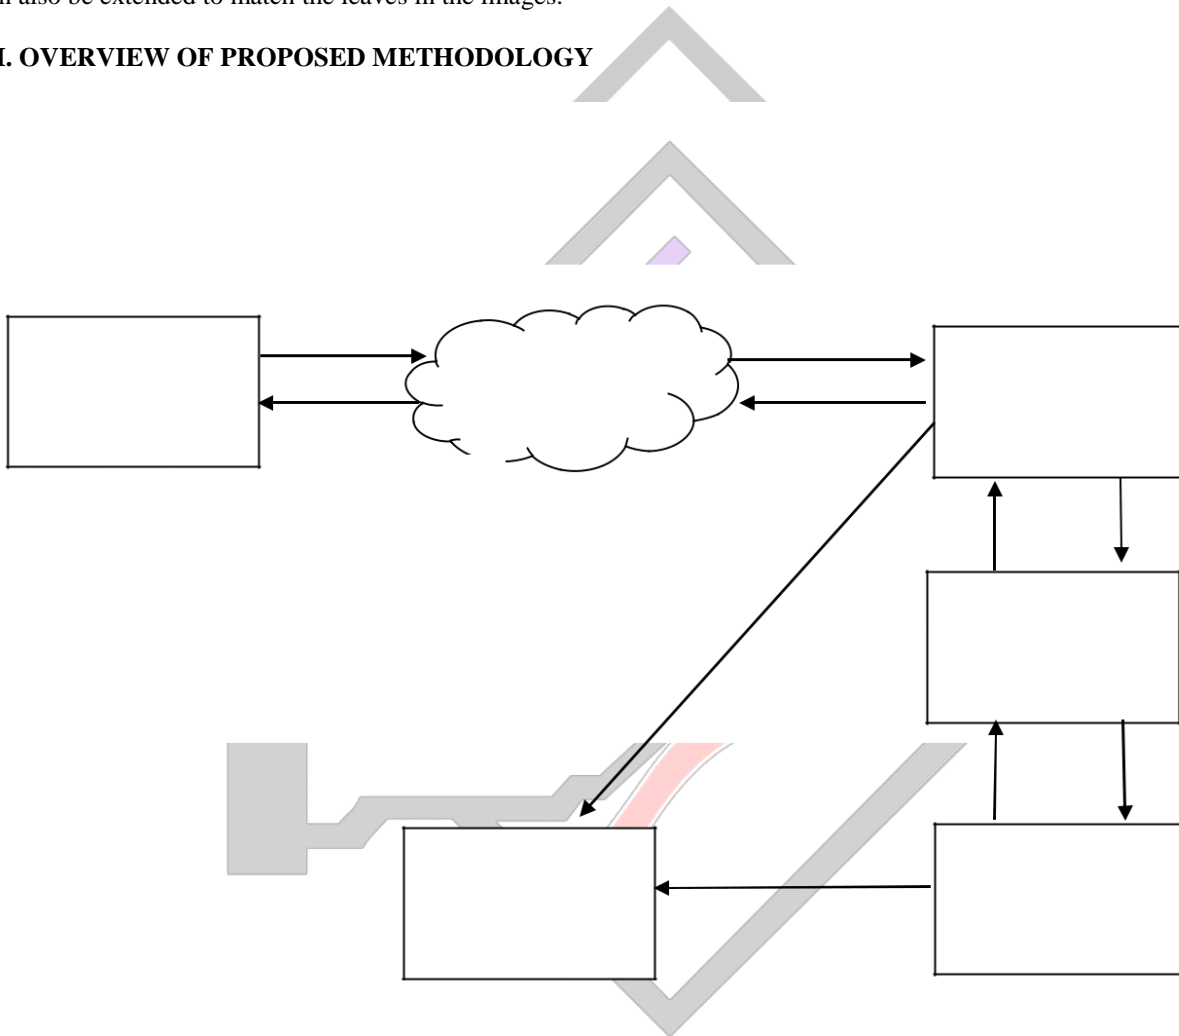 also be extended to match the leaves in the images.
. OVERVIEW OF PROPOSED METHODOLOGY